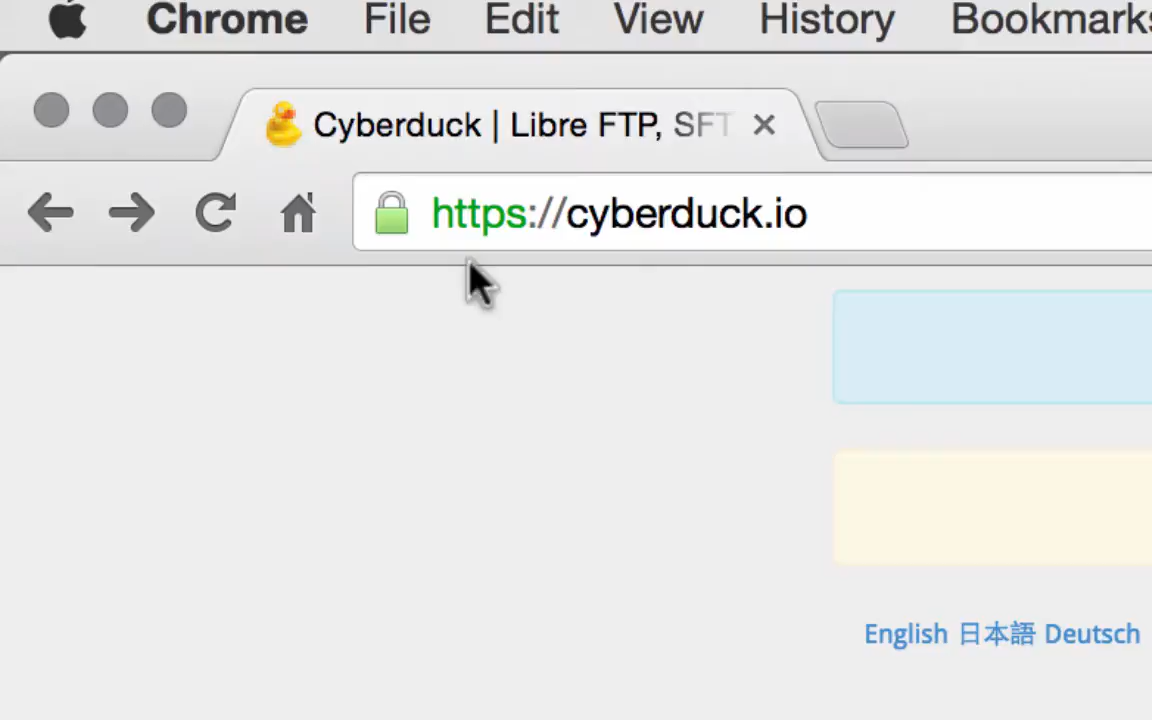 Chrome File Edit View History Bookmarks
Cyberduck | Libre FTP, SFT
https://cyberduck.io
English 日本語 Deutsch